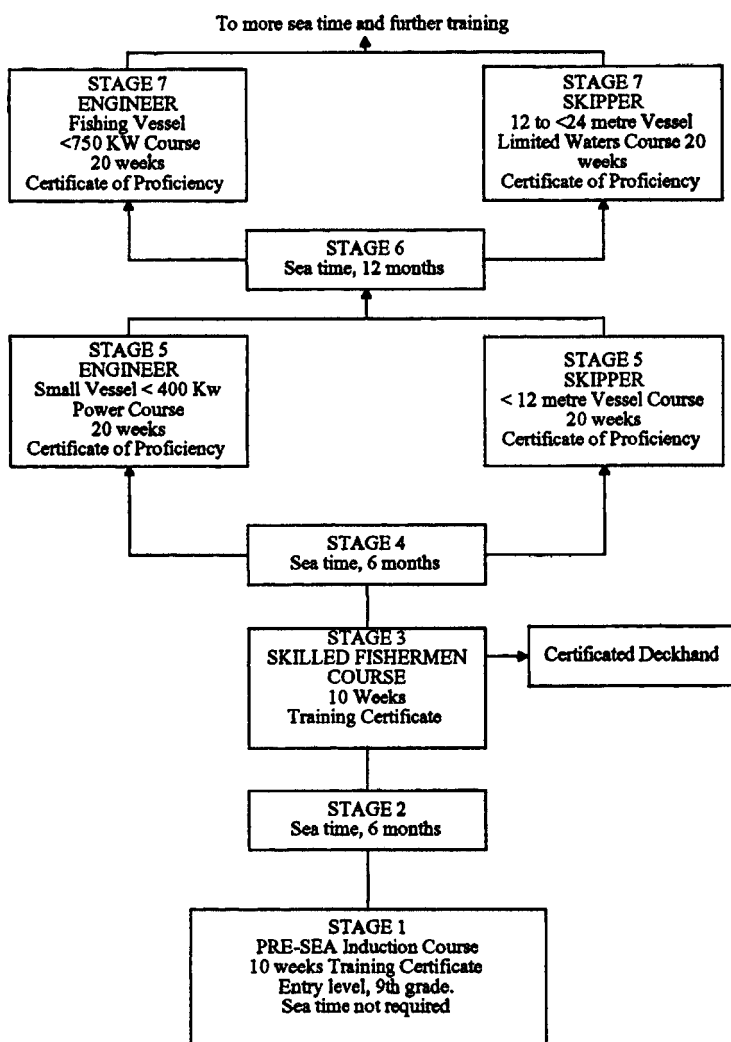 To more sea time and further training
STAGE 7
ENGINEER
Fishing Vessel
<750 KW Course
20 weeks
Certificate of Proficiency
STAGE 7
SKIPPER
12 to <24 metre Vessel
Limited Waters Course 20
weeks
Certificate of Proficiency
STAGE 6
Sea time, 12 months
STAGE 5
ENGINEER
Small Vessel < 400 Kw
Power Course
20 weeks
Certificate of Proficiency
STAGE 5
SKIPPER
< 12 metre Vessel Course
20 weeks
Certificate of Proficiency
STAGE 4
Sea time, 6 months
STAGE 3
SKILLED FISHERMEN
COURSE
10 Weeks
Training Certificate
Certificated Deckhand
STAGE 2
Sea time, 6 months
STAGE 1
PRE-SEA Induction Course
10 weeks Training Certificate
Entry level, 9th grade.
Sea time not required